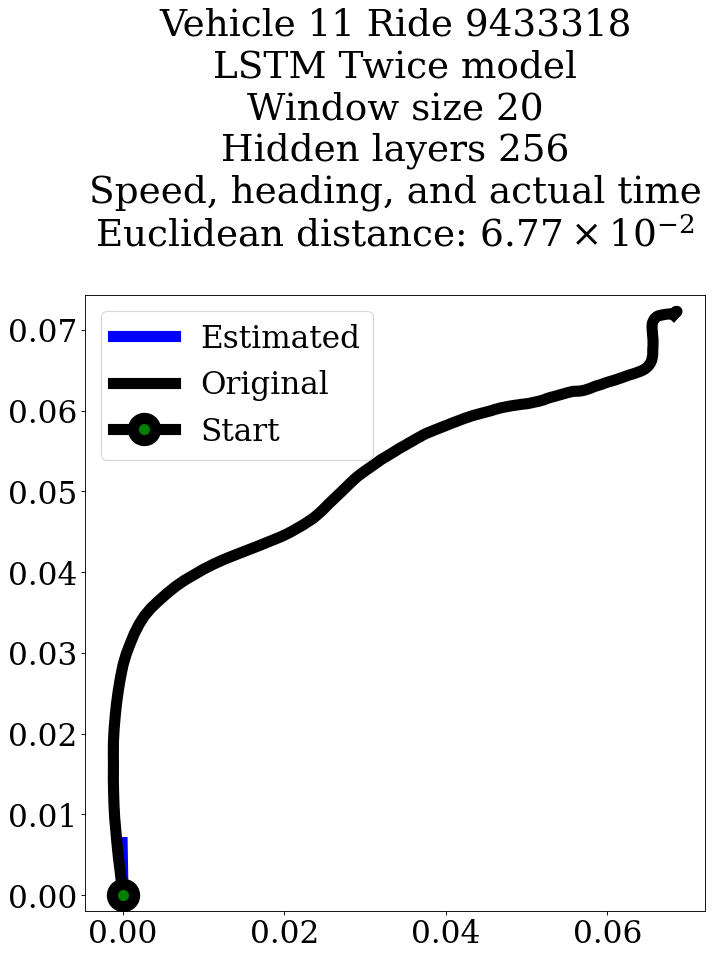 Vehicle 11 Ride 9433318
LSTM Twice model
Window size 20
Hidden layers 256
Speed, heading, and actual time
Euclidean distance: 6.77 × 10⁻²
Estimated
Original
Start
0.07
0.06
0.05
0.04
0.03
0.02
0.01
0.00
0.00 0.02 0.04 0.06